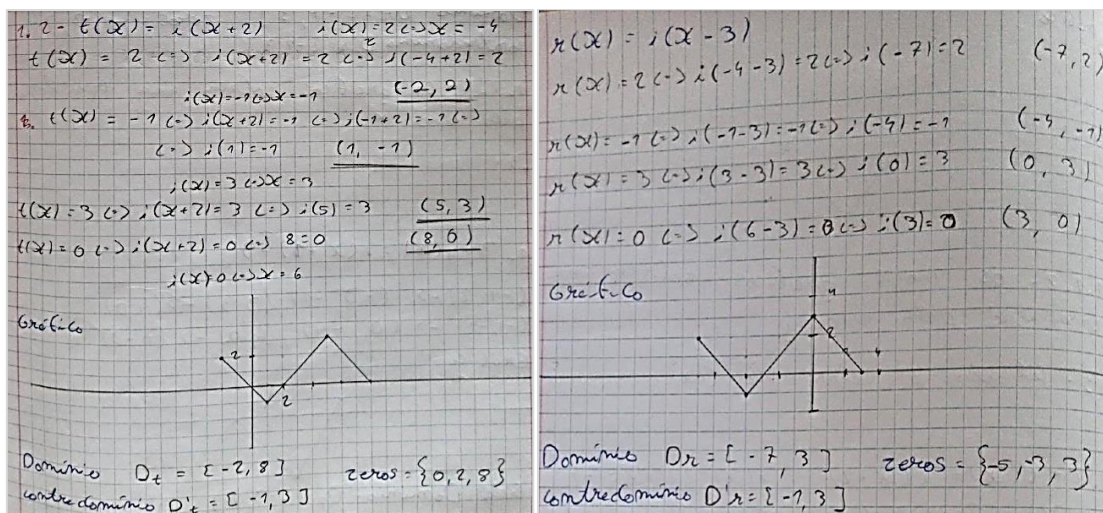 1. 2 - t(x) = i(x+2) i(x)=2 (=) x = -4
t(x) = 2 (=) i(x+2) = 2 (=) i(-4+2) = 2
i(x)=-1 (=) x=-1 (-2, 2)
t(x) = -1 (=) i(x+2)=-1 (=) i(-1+2)=-1 (=)
(=) i(1)=-1 (1, -1)
i(x)=3 (=) x=3
t(x)=3 (=) i(x+2)=3 (=) i(5)=3 (5,3)
t(x)=0 (=) i(x+2)=0 (=) 8=0 (8,0)
i(x)=0 (=) x=6
Gráfico
2
2
Domínio Dt = [-2,8] zeros = {0,2,8}
contradomínio D't = [-1,3]
r(x) = i(x-3)
r(x)=2 (=) i(-4-3)=2 (=) i(-7)=2 (-7,2)
r(x)=-1 (=) i(-1-3)=-1 (=) i(-4)=-1 (-4,-1)
r(x)=3 (=) i(3-3)=3 (=) i(0)=3 (0,3)
r(x)=0 (=) i(6-3)=0 (=) i(3)=0 (3,0)
Gráfico
4
2
4
Domínio Dr = [-7,3] zeros = {-5,-3,3}
contradomínio D'r = [-1,3]